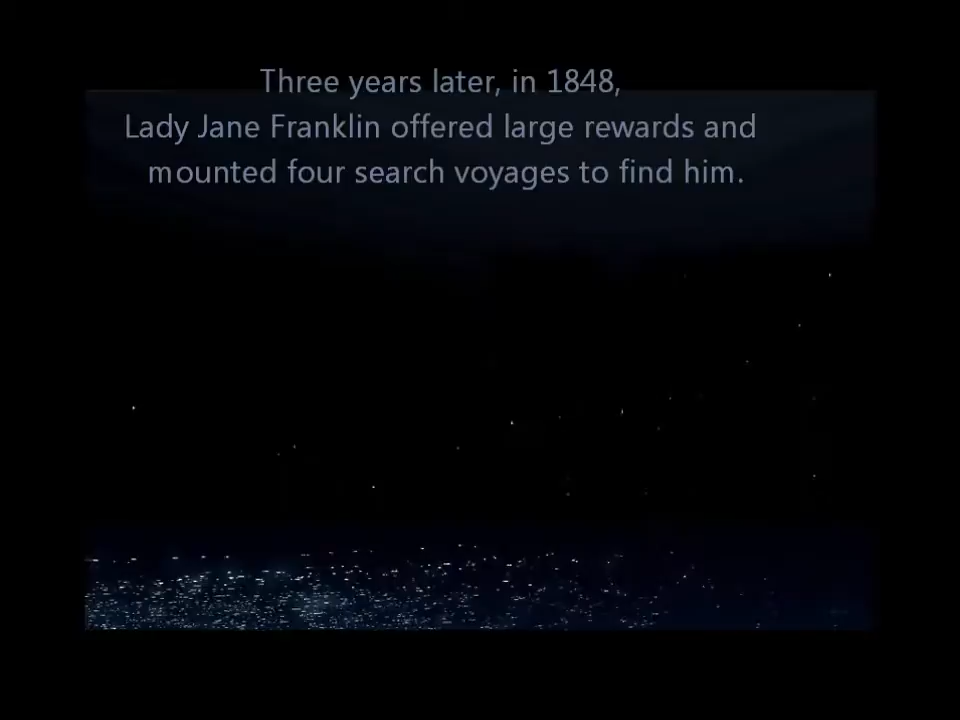 Three years later, in 1848,
Lady Jane Franklin offered large rewards and
mounted four search voyages to find him.